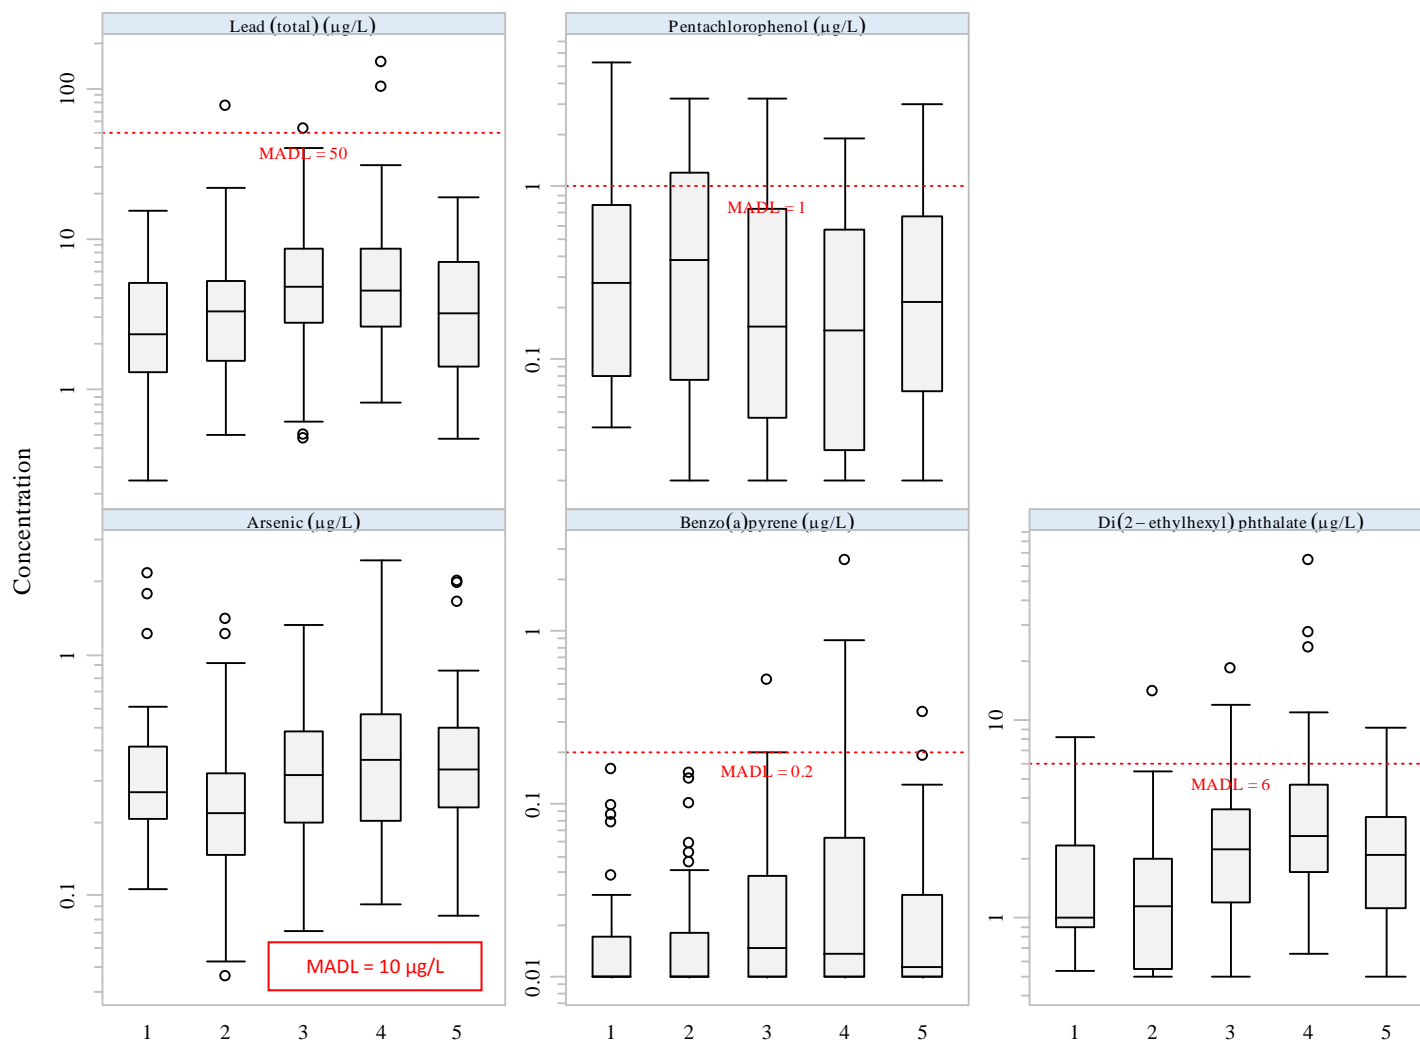 Lead (total) (µg/L)
Pentachlorophenol (µg/L)
100
10
1
MADL = 50
1
0.1
MADL = 1
Concentration
Arsenic (µg/L)
Benzo(a)pyrene (µg/L)
Di(2 − ethylhexyl) phthalate (µg/L)
1
0.1
MADL = 10 µg/L
1
0.1
0.01
MADL = 0.2
10
1
MADL = 6
1 2 3 4 5
1 2 3 4 5
1 2 3 4 5